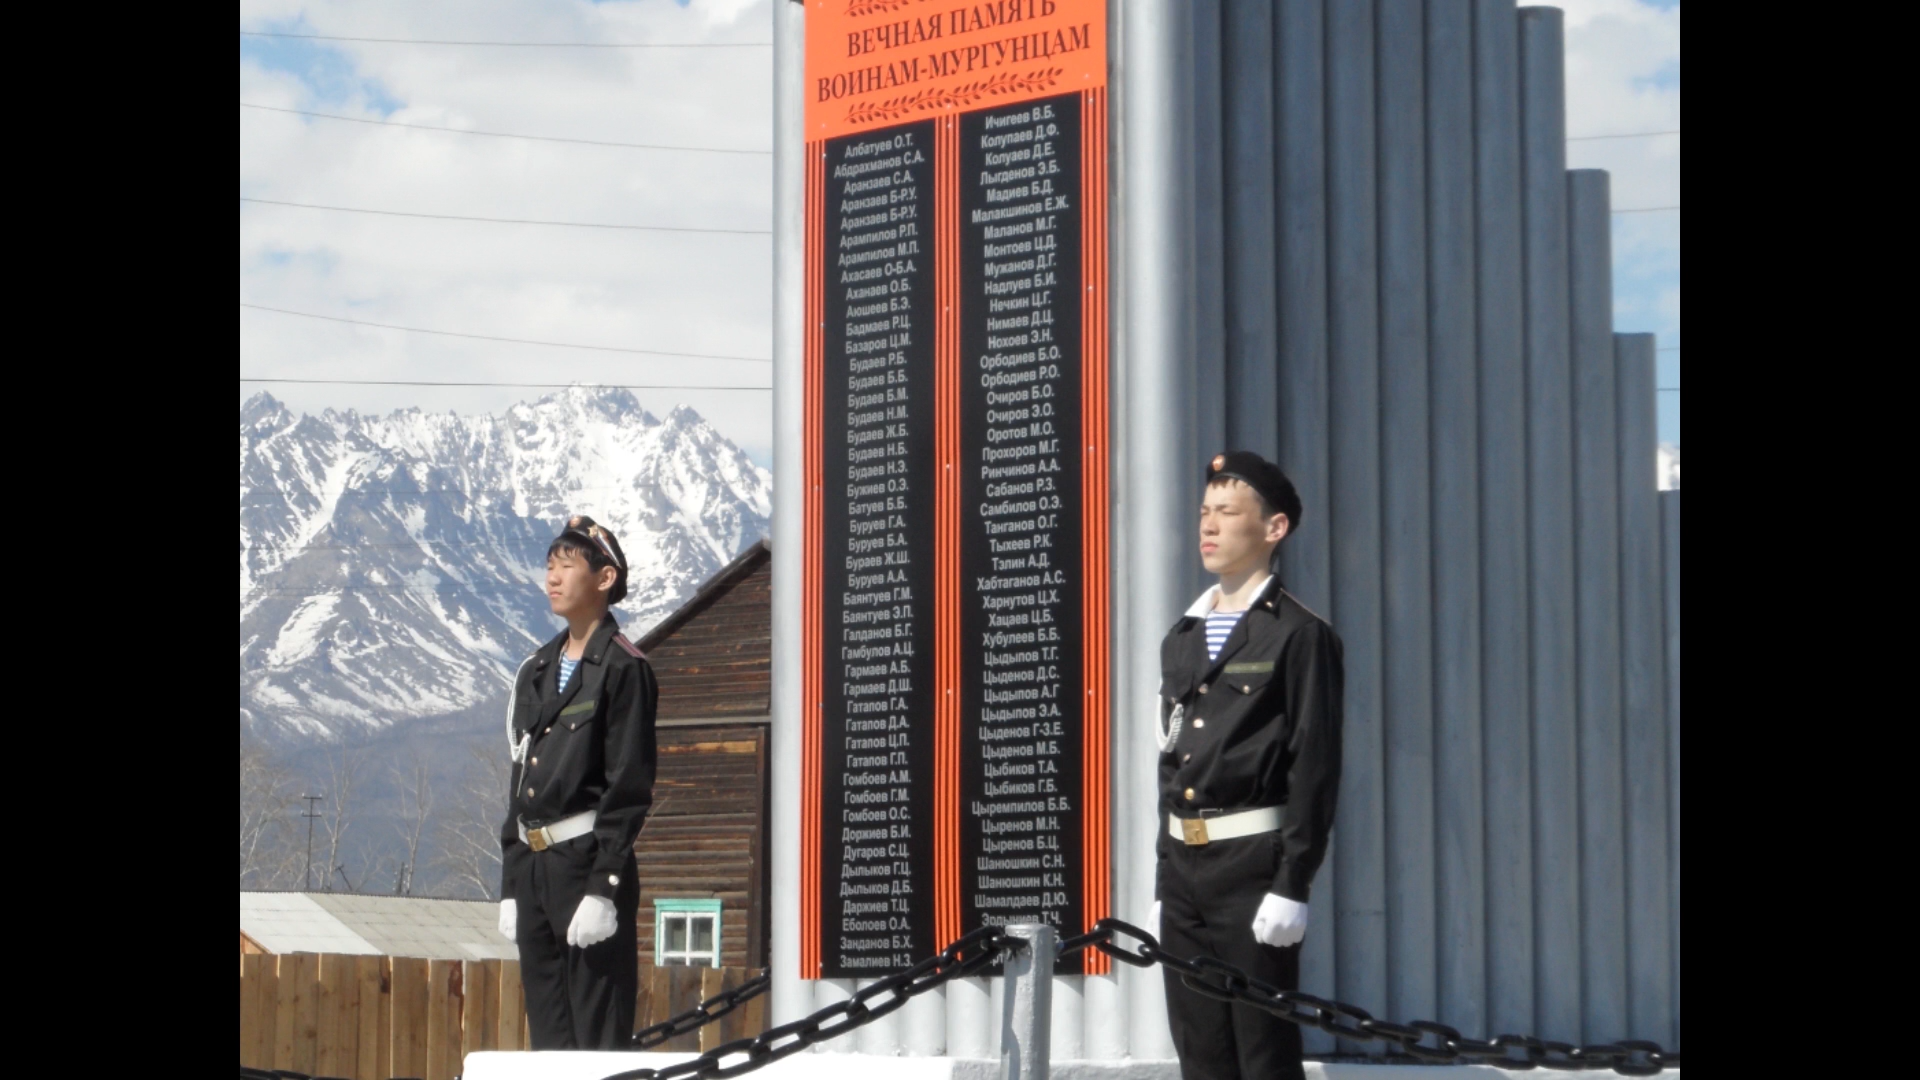 ВЕЧНАЯ ПАМЯТЬ
ВОИНАМ-МУРГУНЦАМ
Албатуев О.Т.
Абдрахманов С.А.
Аранзаев С.А.
Аранзаев Б-Р.У.
Аранзаев Б-Р.У.
Арампилов Р.П.
Арампилов М.П.
Ахасаев О-Б.А.
Аханаев О.Б.
Аюшеев Б.Э.
Бадмаев Р.Ц.
Базаров Ц.М.
Будаев Р.Б.
Будаев Б.Б.
Будаев Б.М.
Будаев Н.М.
Будаев Ж.Б.
Будаев Н.Б.
Будаев Н.Э.
Бужиев О.Э.
Батуев Б.Б.
Буруев Г.А.
Буруев Б.А.
Бураев Ж.Ш.
Буруев А.А.
Баянтуев Г.М.
Баянтуев Э.П.
Галданов Б.Г.
Гамбулов А.Ц.
Гармаев А.Б.
Гармаев Д.Ш.
Гатапов Г.А.
Гатапов Д.А.
Гатапов Ц.П.
Гатапов Г.П.
Гомбоев А.М.
Гомбоев Г.М.
Гомбоев О.С.
Доржиев Б.И.
Дугаров С.Ц.
Дылыков Г.Ц.
Дылыков Д.Б.
Даржиев Т.Ц.
Еболоев О.А.
Занданов Б.Х.
Замалиев Н.З.
Ичигеев В.Б.
Колупаев Д.Ф.
Колуаев Д.Е.
Лыгденов Э.Б.
Мадиев Б.Д.
Малакшинов Е.Ж.
Маланов М.Г.
Монтоев Ц.Д.
Мужанов Д.Г.
Надлуев Б.И.
Нечкин Ц.Г.
Нимаев Д.Ц.
Нохоев Э.Н.
Ободиев Б.О.
Орбодиев Р.О.
Очиров Б.О.
Очиров Э.О.
Оротов М.О.
Прохоров М.Г.
Ринчинов А.А.
Сабанов Р.З.
Самбилов О.Э.
Танганов О.Г.
Тыхеев Р.К.
Тэлин А.Д.
Хабтаганов А.С.
Харнутов Ц.Х.
Хацаев Ц.Б.
Хубулеев Б.Б.
Цыдыпов Т.Г.
Цыденов Д.С.
Цыдыпов А.Г
Цыдыпов Э.А.
Цыденов Г-З.Е.
Цыденов М.Б.
Цыбиков Т.А.
Цыбиков Г.Б.
Цыремпилов Б.Б.
Цыренов М.Н.
Цыренов Б.Ц.
Шанюшкин С.Н.
Шанюшкин К.Н.
Шамалдаев Д.Ю.
Эрдыниев Т.Ч.